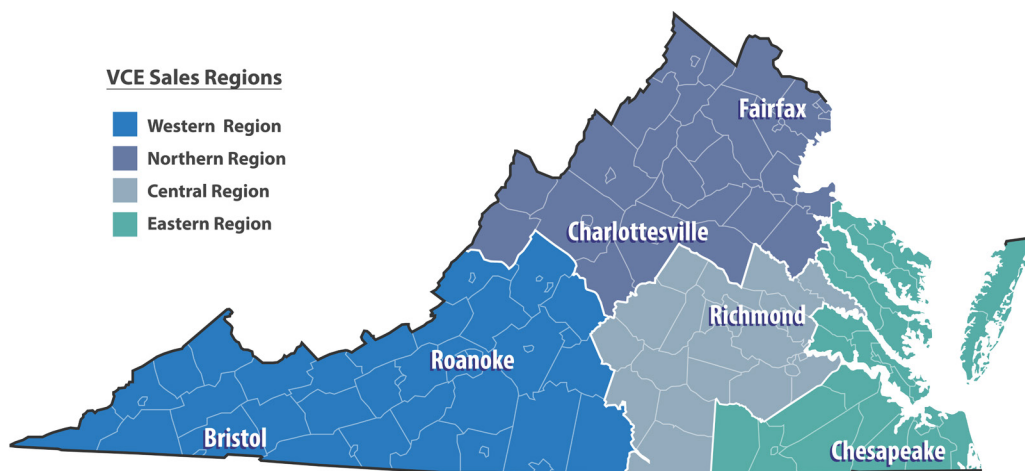 VCE Sales Regions
Western Region
Northern Region
Central Region
Eastern Region
Fairfax
Charlottesville
Richmond
Roanoke
Bristol
Chesapeake